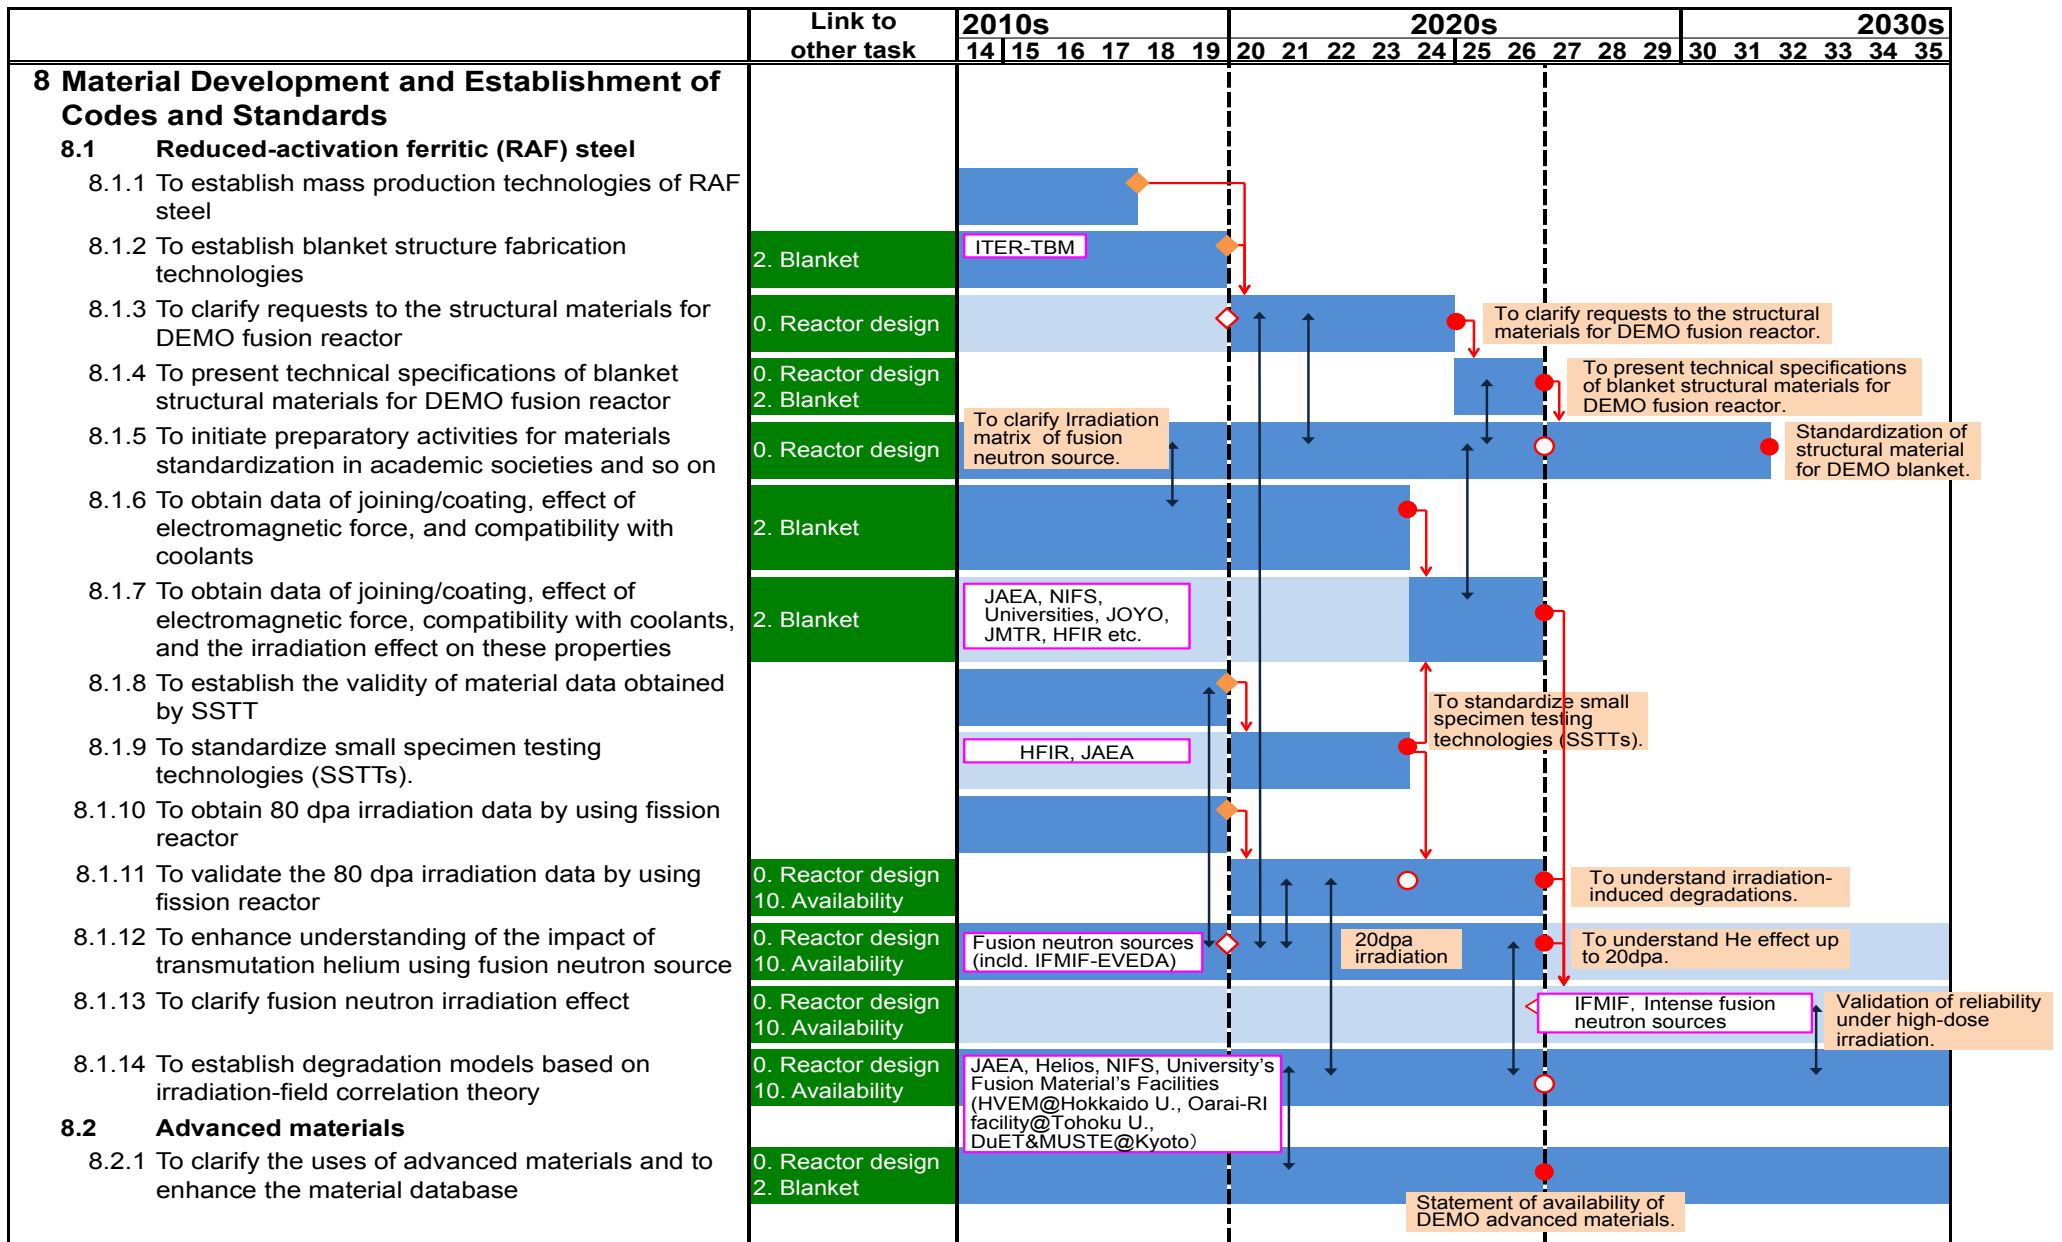 Link to
other task
2010s
2020s
2030s
14 15 16 17 18 19 20 21 22 23 24 25 26 27 28 29 30 31 32 33 34 35
8 Material Development and Establishment of
Codes and Standards
8.1 Reduced-activation ferritic (RAF) steel
8.1.1 To establish mass production technologies of RAF
steel
8.1.2 To establish blanket structure fabrication
technologies
2. Blanket
ITER-TBM
8.1.3 To clarify requests to the structural materials for
DEMO fusion reactor
0. Reactor design
To clarify requests to the structural
materials for DEMO fusion reactor.
8.1.4 To present technical specifications of blanket
structural materials for DEMO fusion reactor
0. Reactor design
2. Blanket
To present technical specifications
of blanket structural materials for
DEMO fusion reactor.
8.1.5 To initiate preparatory activities for materials
standardization in academic societies and so on
0. Reactor design
To clarify Irradiation
matrix of fusion
neutron source.
Standardization of
structural material
for DEMO blanket.
8.1.6 To obtain data of joining/coating, effect of
electromagnetic force, and compatibility with
coolants
2. Blanket
8.1.7 To obtain data of joining/coating, effect of
electromagnetic force, compatibility with coolants,
and the irradiation effect on these properties
2. Blanket
JAEA, NIFS,
Universities, JOYO,
JMTR, HFIR etc.
8.1.8 To establish the validity of material data obtained
by SSTT
To standardize small
specimen testing
technologies (SSTTs).
8.1.9 To standardize small specimen testing
technologies (SSTTs).
HFIR, JAEA
8.1.10 To obtain 80 dpa irradiation data by using fission
reactor
8.1.11 To validate the 80 dpa irradiation data by using
fission reactor
0. Reactor design
10. Availability
To understand irradiation-
induced degradations.
8.1.12 To enhance understanding of the impact of
transmutation helium using fusion neutron source
0. Reactor design
10. Availability
Fusion neutron sources
(incld. IFMIF-EVEDA)
20dpa
irradiation
To understand He effect up
to 20dpa.
8.1.13 To clarify fusion neutron irradiation effect
0. Reactor design
10. Availability
IFMIF, Intense fusion
neutron sources
Validation of reliability
under high-dose
irradiation.
8.1.14 To establish degradation models based on
irradiation-field correlation theory
0. Reactor design
10. Availability
JAEA, Helios, NIFS, University's
Fusion Material's Facilities
(HVEM@Hokkaido U., Oarai-RI
facility@Tohoku U.,
DuET&MUSTE@Kyoto）
8.2 Advanced materials
8.2.1 To clarify the uses of advanced materials and to
enhance the material database
0. Reactor design
2. Blanket
Statement of availability of
DEMO advanced materials.